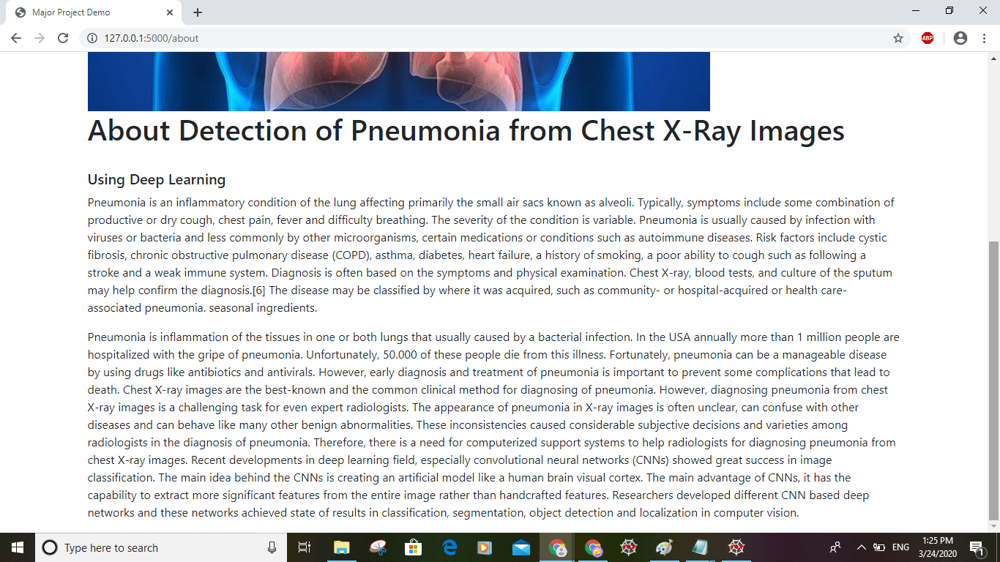 Major Project Demo
127.0.0.1:5000/about
ABP
About Detection of Pneumonia from Chest X-Ray Images
Using Deep Learning
Pneumonia is an inflammatory condition of the lung affecting primarily the small air sacs known as alveoli. Typically, symptoms include some combination of
productive or dry cough, chest pain, fever and difficulty breathing. The severity of the condition is variable. Pneumonia is usually caused by infection with
viruses or bacteria and less commonly by other microorganisms, certain medications or conditions such as autoimmune diseases. Risk factors include cystic
fibrosis, chronic obstructive pulmonary disease (COPD), asthma, diabetes, heart failure, a history of smoking, a poor ability to cough such as following a
stroke and a weak immune system. Diagnosis is often based on the symptoms and physical examination. Chest X-ray, blood tests, and culture of the sputum
may help confirm the diagnosis.[6] The disease may be classified by where it was acquired, such as community- or hospital-acquired or health care-
associated pneumonia. seasonal ingredients.
Pneumonia is inflammation of the tissues in one or both lungs that usually caused by a bacterial infection. In the USA annually more than 1 million people are
hospitalized with the gripe of pneumonia. Unfortunately, 50.000 of these people die from this illness. Fortunately, pneumonia can be a manageable disease
by using drugs like antibiotics and antivirals. However, early diagnosis and treatment of pneumonia is important to prevent some complications that lead to
death. Chest X-ray images are the best-known and the common clinical method for diagnosing of pneumonia. However, diagnosing pneumonia from chest
X-ray images is a challenging task for even expert radiologists. The appearance of pneumonia in X-ray images is often unclear, can confuse with other
diseases and can behave like many other benign abnormalities. These inconsistencies caused considerable subjective decisions and varieties among
radiologists in the diagnosis of pneumonia. Therefore, there is a need for computerized support systems to help radiologists for diagnosing pneumonia from
chest X-ray images. Recent developments in deep learning field, especially convolutional neural networks (CNNs) showed great success in image
classification. The main idea behind the CNNs is creating an artificial model like a human brain visual cortex. The main advantage of CNNs, it has the
capability to extract more significant features from the entire image rather than handcrafted features. Researchers developed different CNN based deep
networks and these networks achieved state of results in classification, segmentation, object detection and localization in computer vision.
Type here to search
ENG
1:25 PM
3/24/2020
1